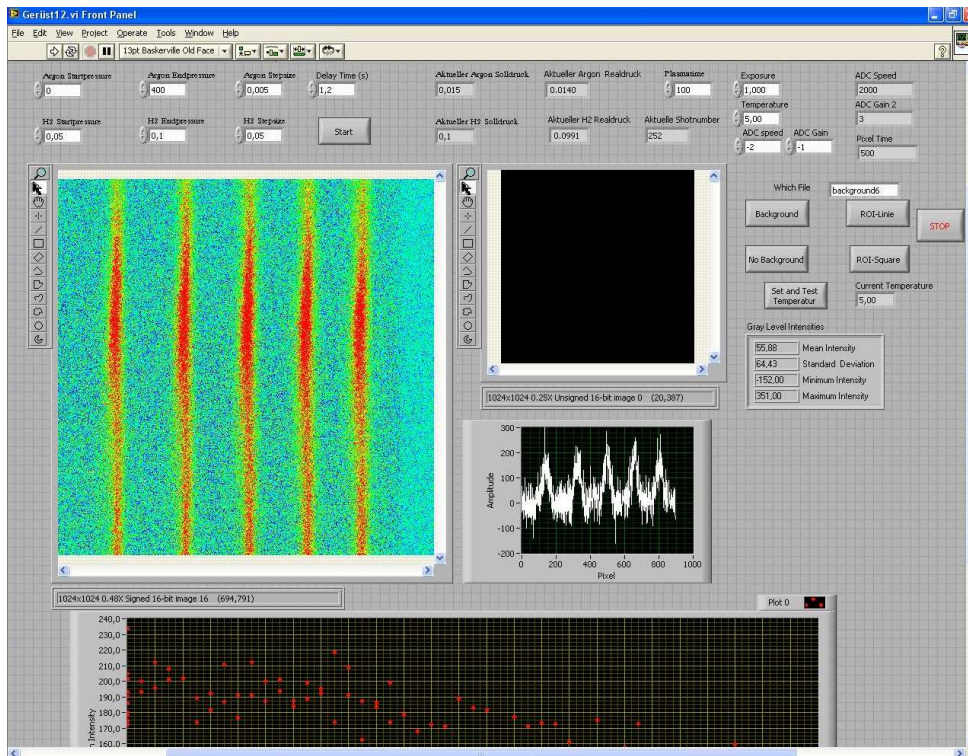 Gerüst12.vi Front Panel
File Edit View Project Operate Tools Window Help
13pt Baskerville Old Face
Argon Startpressure Argon Endpressure Argon Stepsize Delay Time (s) Aktueller Argon Solldruck Aktueller Argon Realdruck Plasmatime Exposure ADC Speed
0 400 0,005 1,2 0,015 0.0140 100 1,000 2000
Temperature ADC Gain 2
H2 Startpressure H2 Endpressure H2 Stepsize Start Aktueller H2 Solldruck Aktueller H2 Realdruck Aktuelle Shotnumber 5,00 3
0,05 0,1 0,05 0,1 0.0991 252 ADC speed ADC Gain Pixel Time
-2 -1 500
Which File background6
Background ROI-Linie STOP
No Background ROI-Square
Set and Test Temperatur Current Temperature
5,00
Gray Level Intensities
55,88 Mean Intensity
64,43 Standard Deviation
-152,00 Minimum Intensity
351,00 Maximum Intensity
1024x1024 0.25X Unsigned 16-bit image 0 (20,387)
300
200
100
0
-100
-200
Amplitude
0 200 400 600 800 1000
Pixel
1024x1024 0.48X Signed 16-bit image 16 (694,791)
Plot 0
240,0
230,0
220,0
210,0
200,0
190,0
180,0
170,0
160,0
Intensity